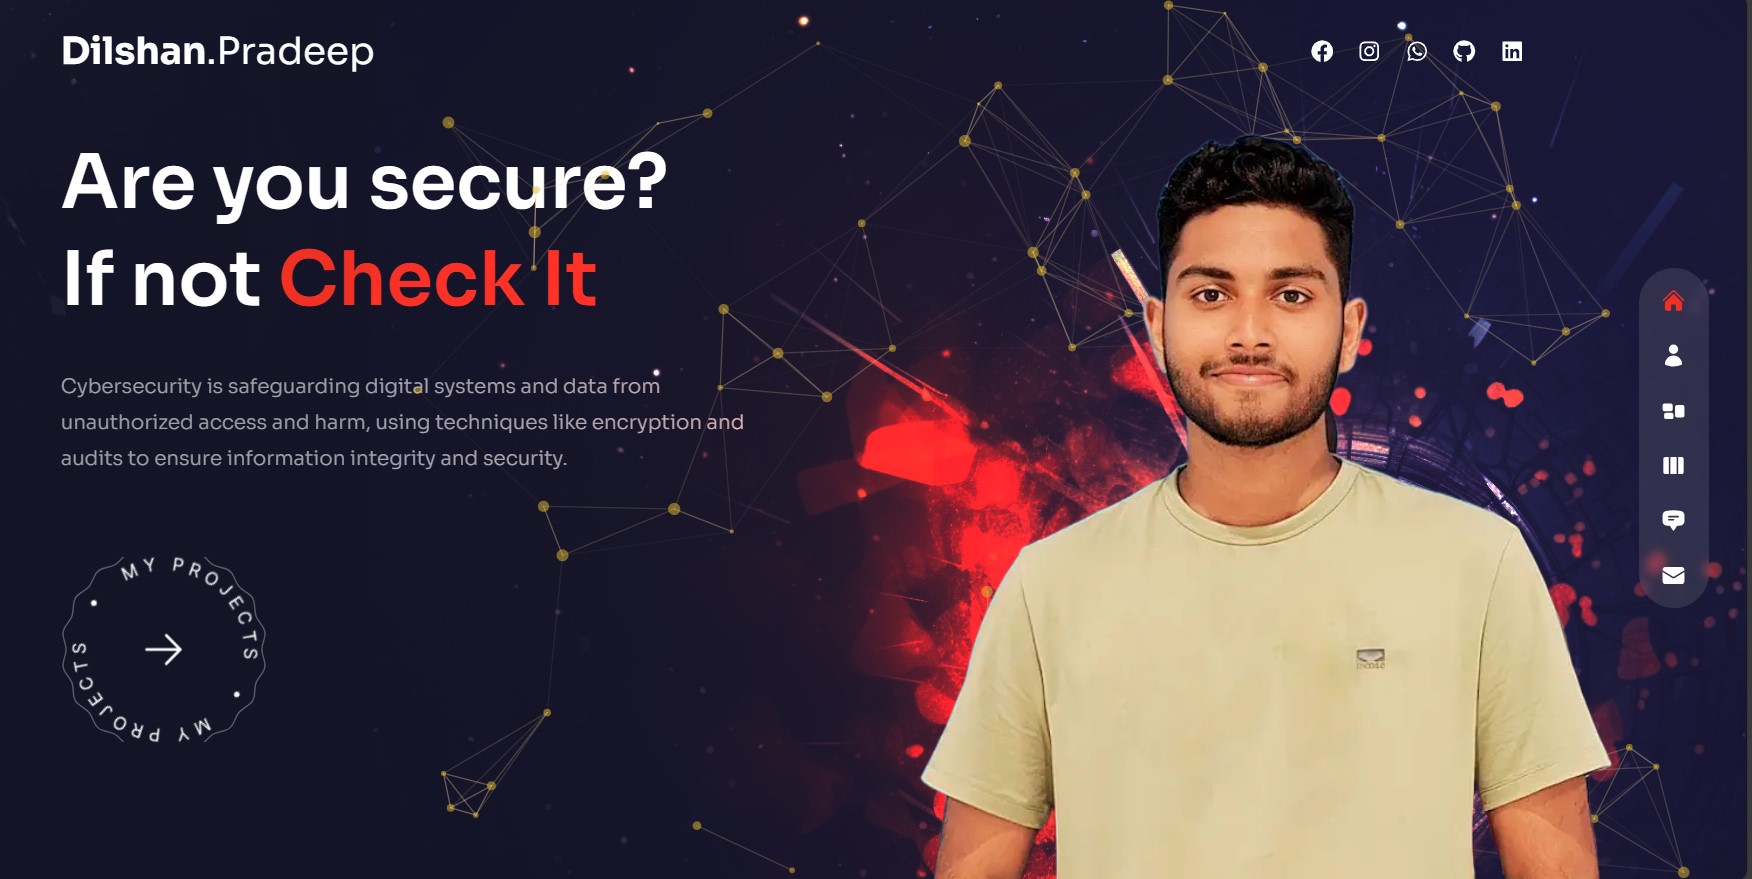 Dilshan.Pradeep
Are you secure?
If not Check It
Cybersecurity is safeguarding digital systems and data from
unauthorized access and harm, using techniques like encryption and
audits to ensure information integrity and security.
MY PROJECTS • MY PROJECTS •